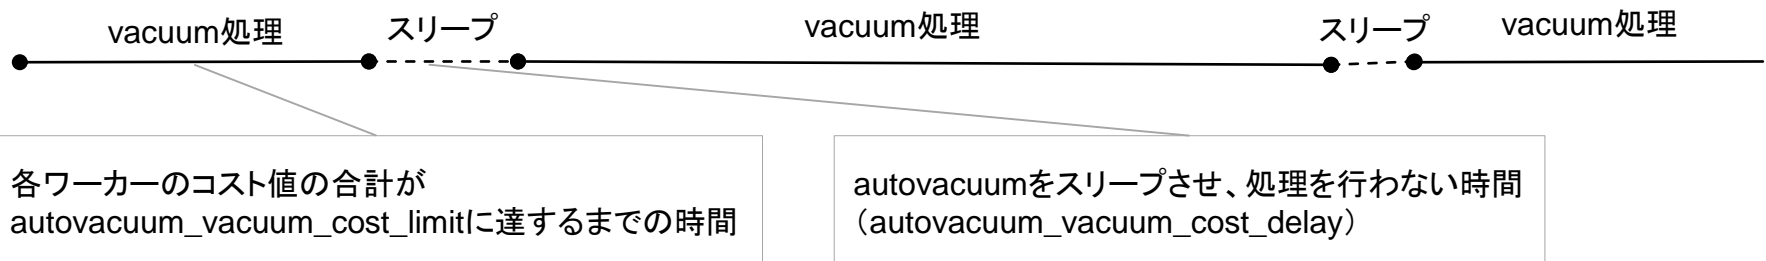 vacuum処理
スリープ
vacuum処理
スリープ
vacuum処理
各ワーカーのコスト値の合計が
autovacuum_vacuum_cost_limitに達するまでの時間
autovacuumをスリープさせ、処理を行わない時間
（autovacuum_vacuum_cost_delay）